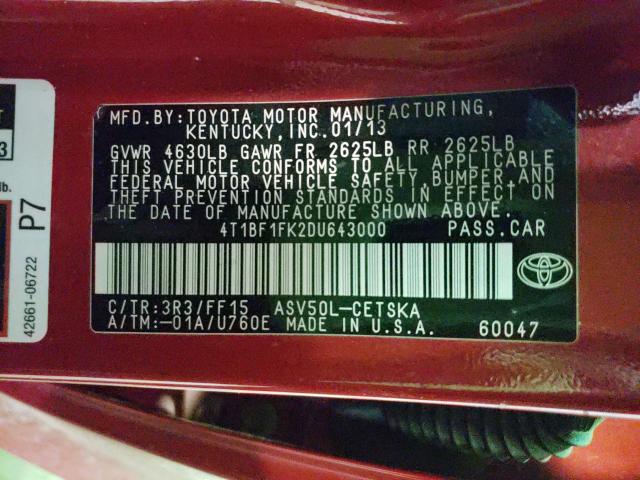 MFD.BY:TOYOTA MOTOR MANUFACTURING,
KENTUCKY,INC.01/13
GVWR 4630LB GAWR FR 2625LB RR 2625LB
THIS VEHICLE CONFORMS TO ALL APPLICABLE
FEDERAL MOTOR VEHICLE SAFETY, BUMPER, AND
THEFT PREVENTION STANDARDS IN EFFECT ON
THE DATE OF MANUFACTURE SHOWN ABOVE.
4T1BF1FK2DU643000 PASS.CAR
C/TR:3R3/FF15 ASV50L-CETSKA
A/TM:-01A/U760E MADE IN U.S.A. 60047
T
3
lb.
P7
42661-06722